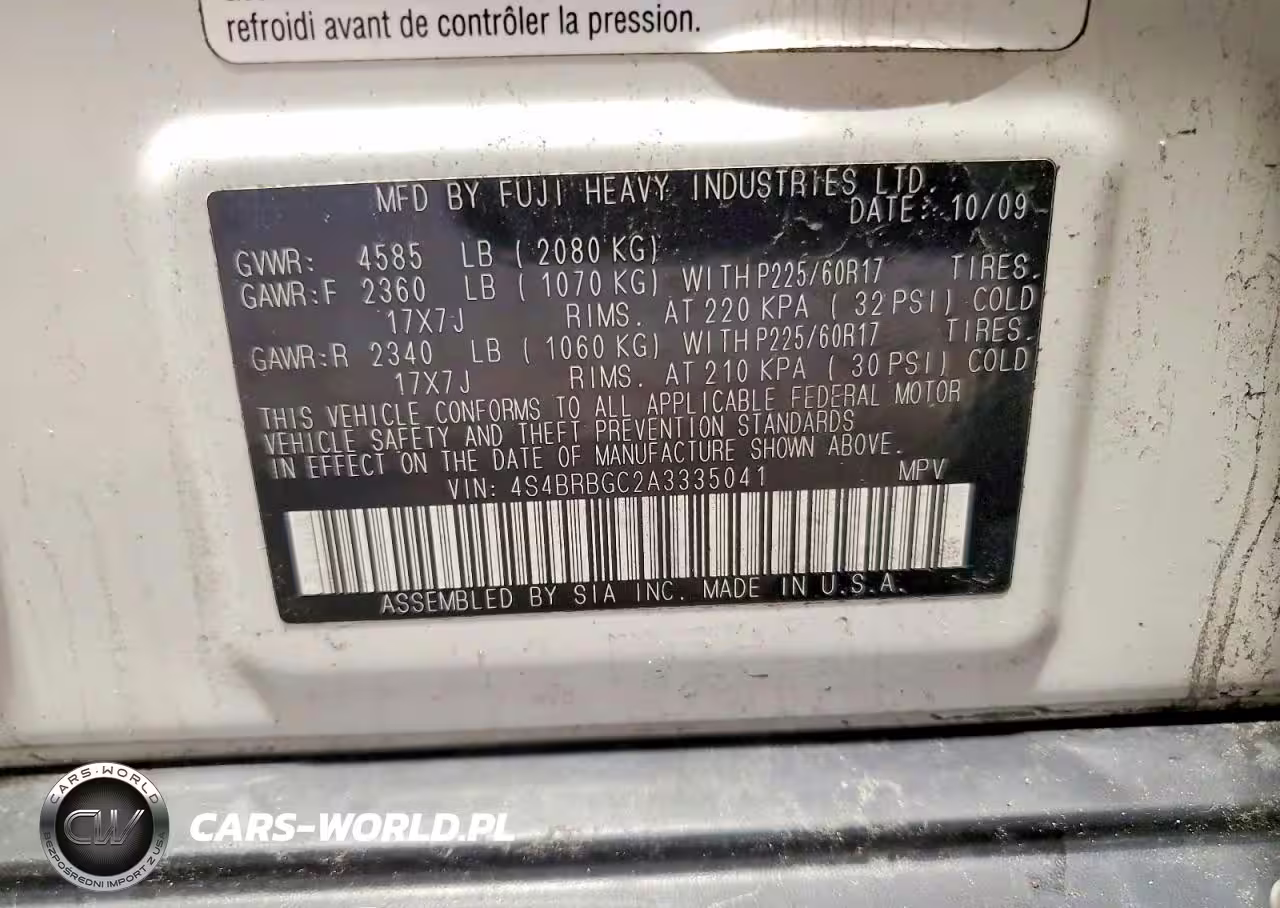 refroidi avant de contrôler la pression.
MFD BY FUJI HEAVY INDUSTRIES LTD.
DATE: 10/09
GVWR: 4585 LB ( 2080 KG)
GAWR:F 2360 LB ( 1070 KG) WITH P225/60R17 TIRES.
17X7J RIMS. AT 220 KPA ( 32 PSI) COLD
GAWR:R 2340 LB ( 1060 KG) WITH P225/60R17 TIRES.
17X7J RIMS. AT 210 KPA ( 30 PSI) COLD
THIS VEHICLE CONFORMS TO ALL APPLICABLE FEDERAL MOTOR
VEHICLE SAFETY AND THEFT PREVENTION STANDARDS
IN EFFECT ON THE DATE OF MANUFACTURE SHOWN ABOVE.
VIN: 4S4BRBGC2A3335041 MPV
ASSEMBLED BY SIA INC. MADE IN U.S.A.
CARS-WORLD
CW
BEZPOŚREDNI IMPORT Z USA
CARS-WORLD.PL